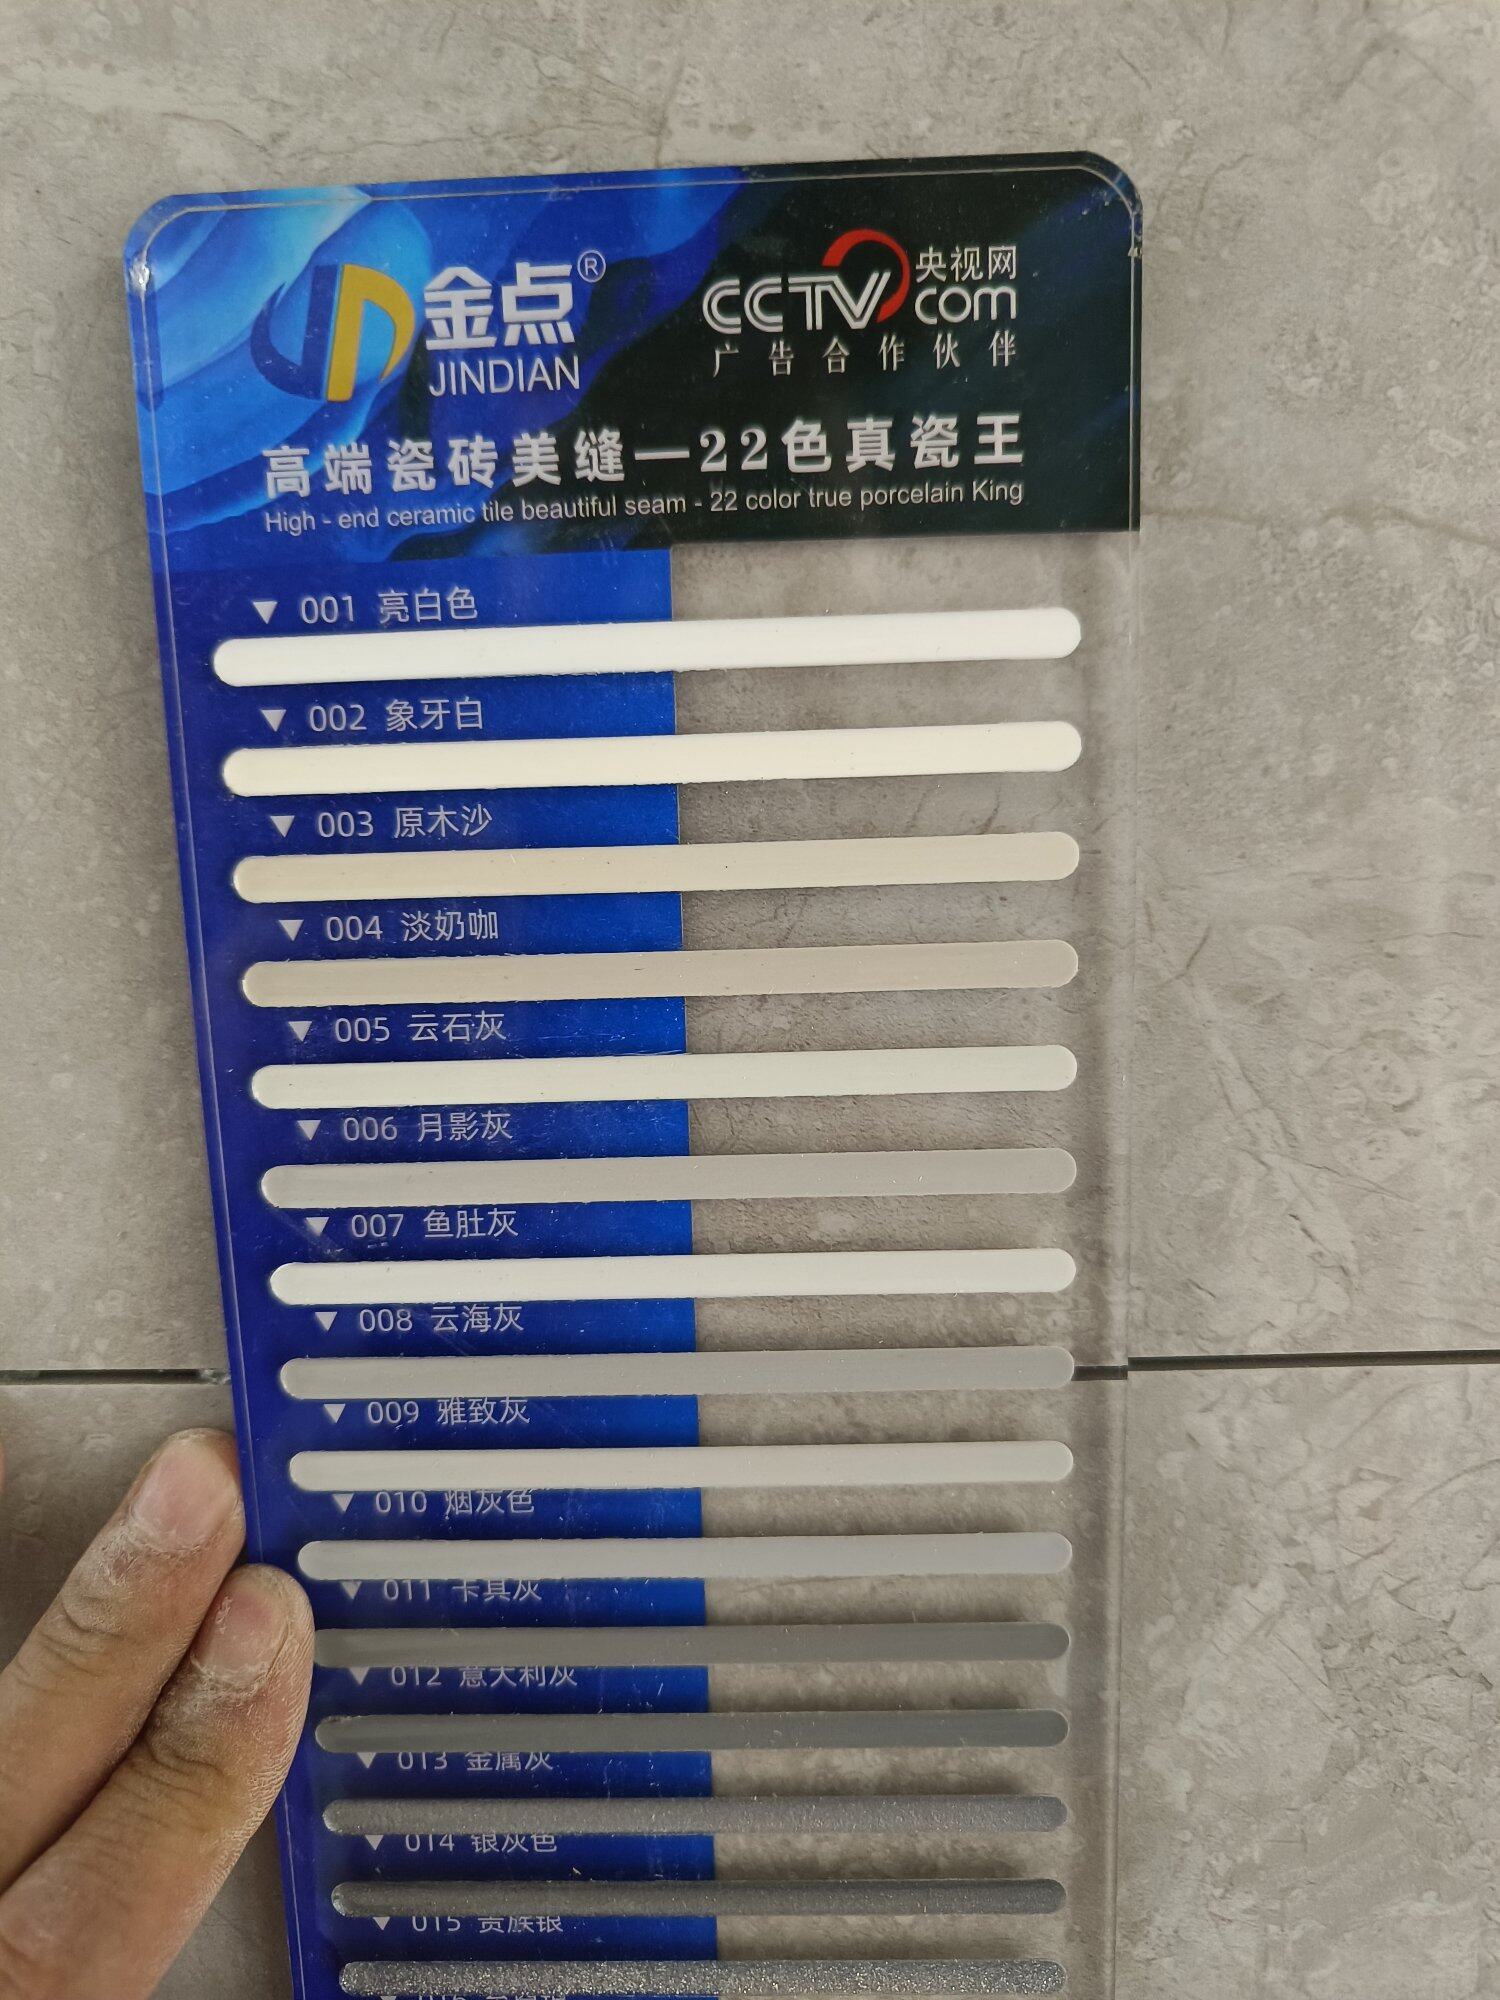 金点®
JINDIAN
CCTV 央视网
com
广告合作伙伴
高端瓷砖美缝—22色真瓷王
High - end ceramic tile beautiful seam - 22 color true porcelain King
▼ 001 亮白色
▼ 002 象牙白
▼ 003 原木沙
▼ 004 淡奶咖
▼ 005 云石灰
▼ 006 月影灰
▼ 007 鱼肚灰
▼ 008 云海灰
▼ 009 雅致灰
▼ 010 烟灰色
▼ 011 卡其灰
▼ 012 意大利灰
▼ 013 金属灰
▼ 014 银灰色
▼ 015 贵族银